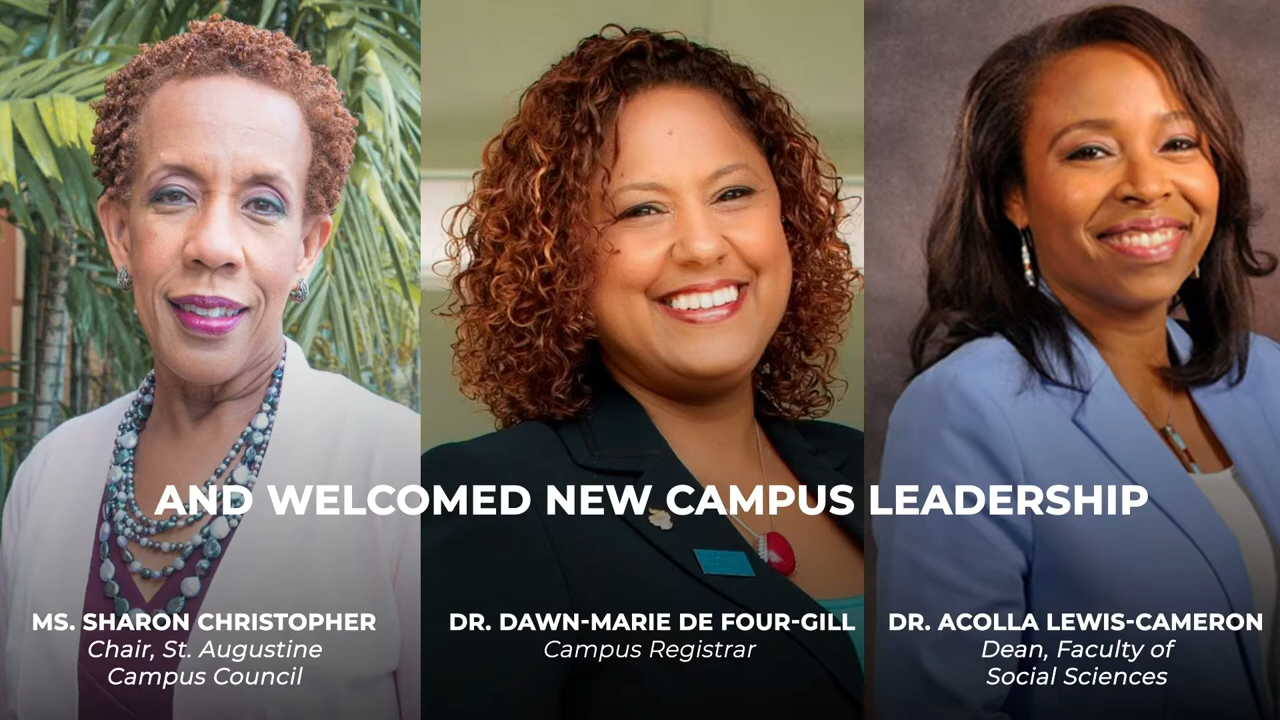 AND WELCOMED NEW CAMPUS LEADERSHIP
MS. SHARON CHRISTOPHER
Chair, St. Augustine
Campus Council
DR. DAWN-MARIE DE FOUR-GILL
Campus Registrar
DR. ACOLLA LEWIS-CAMERON
Dean, Faculty of
Social Sciences